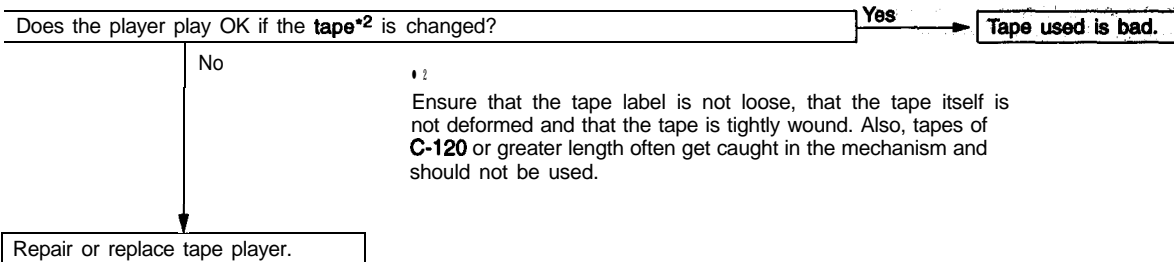 Does the player play OK if the tape*2 is changed?
Yes
Tape used is bad.
No
• 2
Ensure that the tape label is not loose, that the tape itself is
not deformed and that the tape is tightly wound. Also, tapes of
C-120 or greater length often get caught in the mechanism and
should not be used.
Repair or replace tape player.